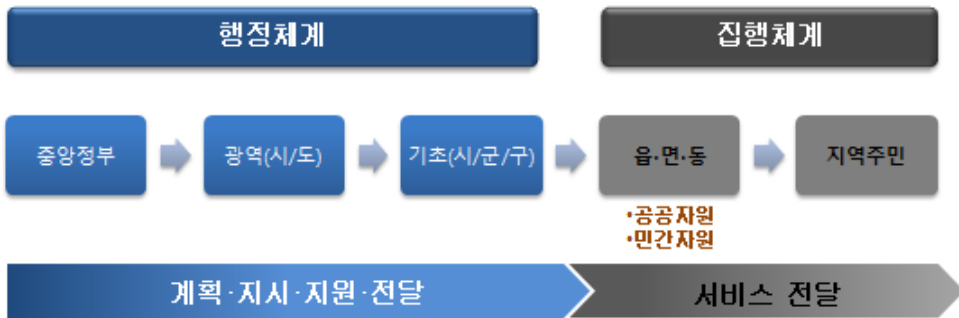 행정체계
집행체계
중앙정부
광역(시/도)
기초(시/군/구)
읍·면·동
지역주민
•공공자원
•민간자원
계획·지시·지원·전달
서비스 전달